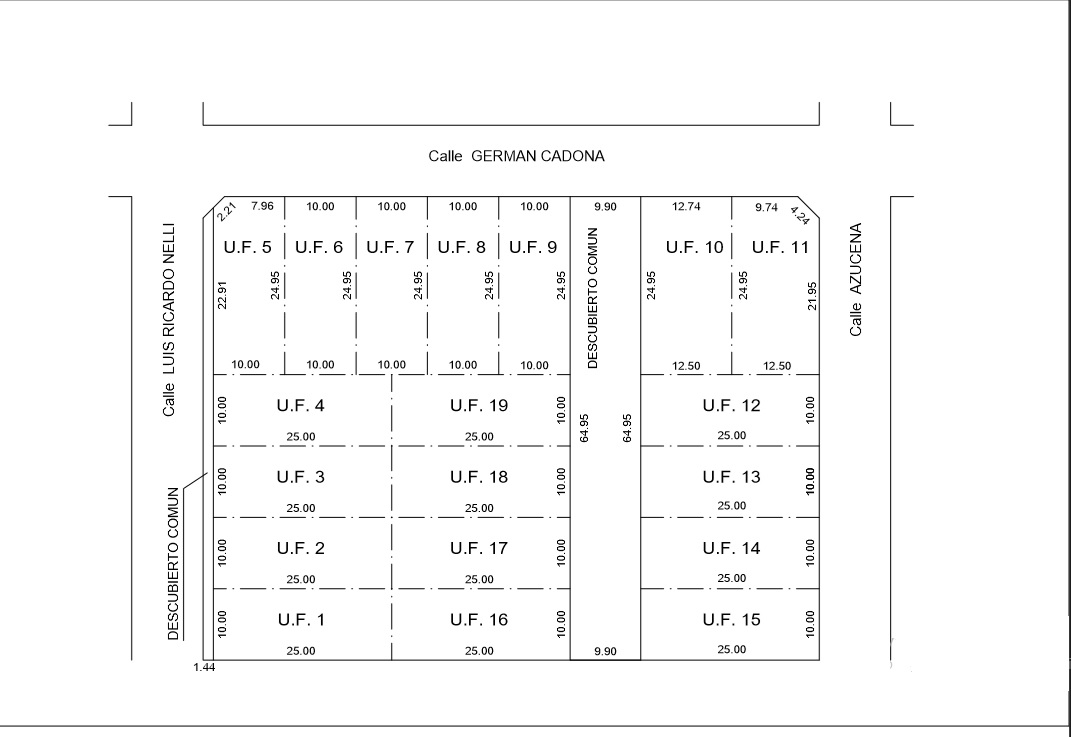 Calle GERMAN CADONA
2.21
7.96
10.00
10.00
10.00
10.00
9.90
12.74
9.74
4.24
U.F. 5
U.F. 6
U.F. 7
U.F. 8
U.F. 9
U.F. 10
U.F. 11
Calle LUIS RICARDO NELLI
DESCUBIERTO COMUN
Calle AZUCENA
22.91
24.95
24.95
24.95
24.95
24.95
24.95
24.95
21.95
10.00
10.00
10.00
10.00
10.00
12.50
12.50
10.00
U.F. 4
U.F. 19
10.00
64.95
64.95
U.F. 12
10.00
25.00
25.00
25.00
10.00
U.F. 3
U.F. 18
10.00
U.F. 13
10.00
25.00
25.00
25.00
DESCUBIERTO COMUN
10.00
U.F. 2
U.F. 17
10.00
U.F. 14
10.00
25.00
25.00
25.00
10.00
U.F. 1
U.F. 16
10.00
U.F. 15
10.00
25.00
25.00
9.90
25.00
1.44